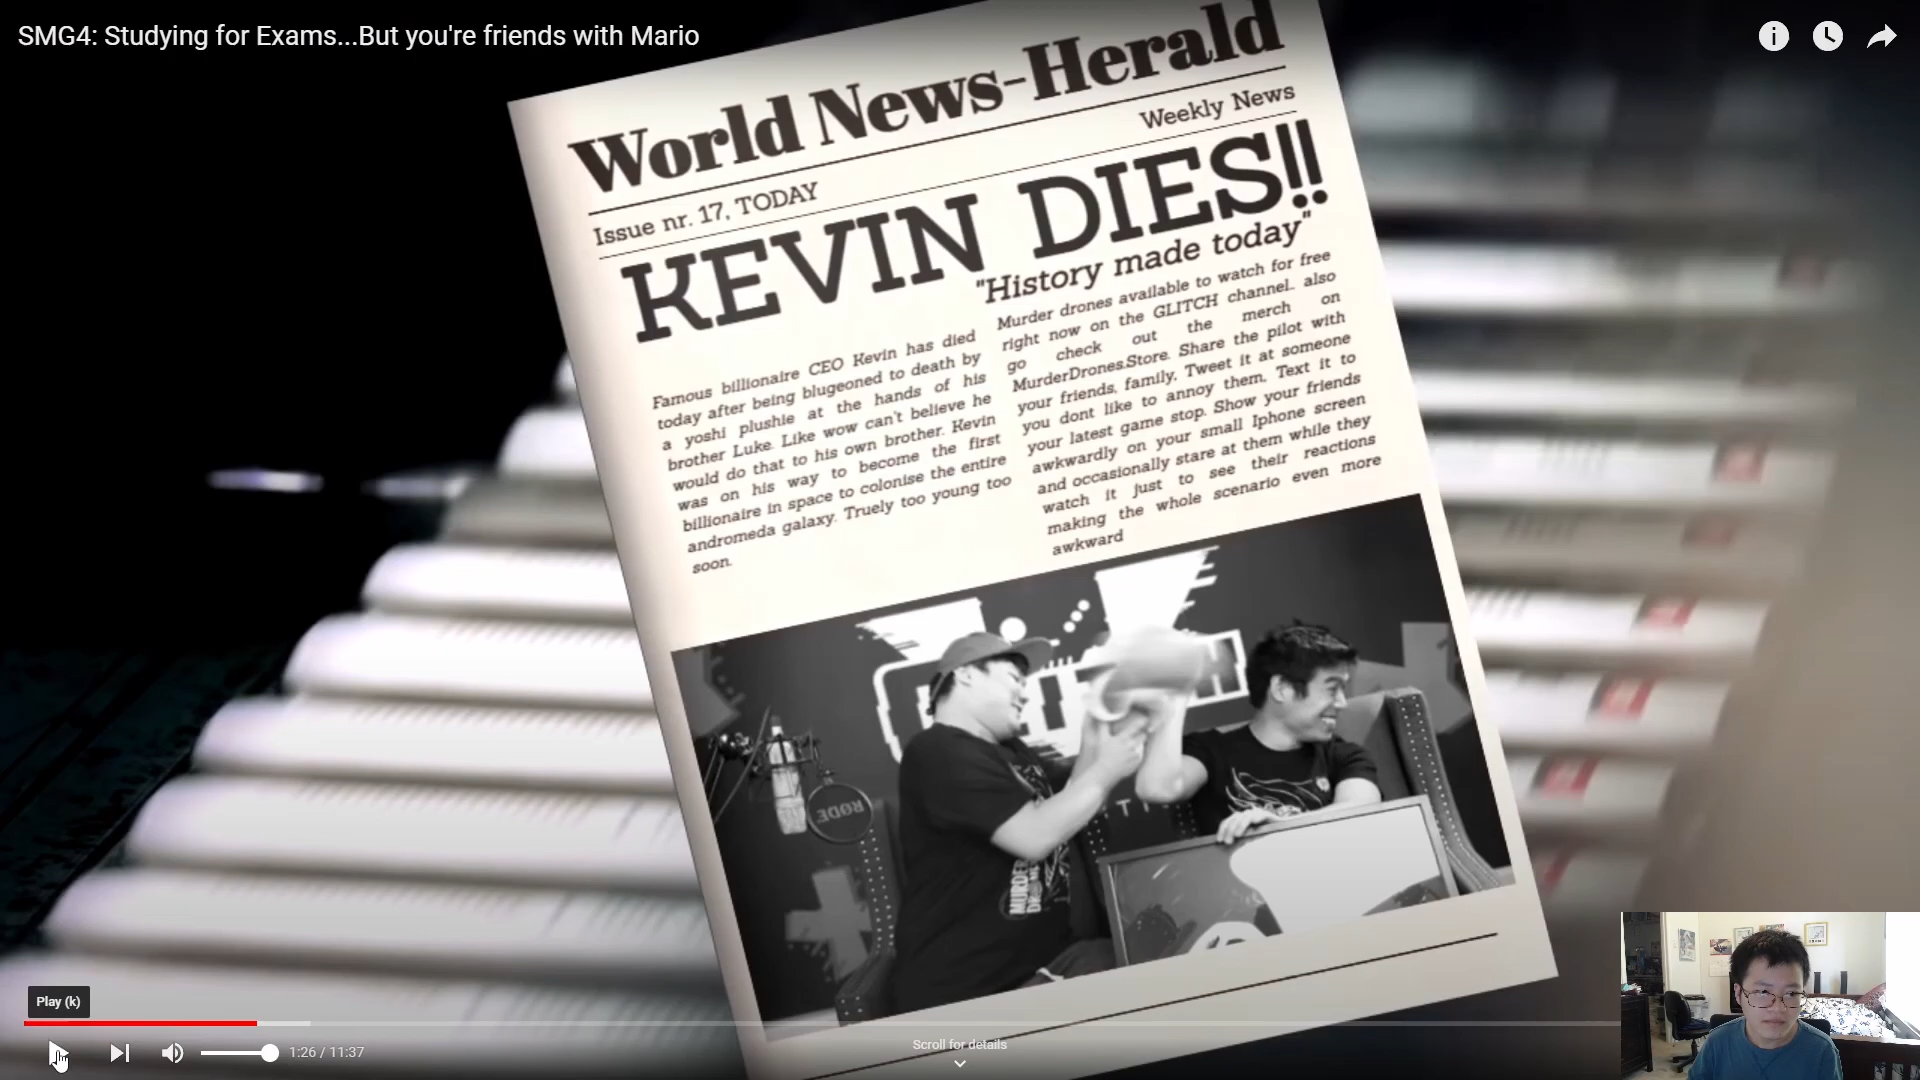 SMG4: Studying for Exams...But you're friends with Mario
World News-Herald
Weekly News
Issue nr. 17, TODAY
KEVIN DIES!!
"History made today"
Famous billionaire CEO Kevin has died
today after being blugeoned to death by
a yoshi plushie at the hands of his
brother Luke. Like wow can't believe he
would do that to his own brother. Kevin
was on his way to become the first
billionaire in space to colonise the entire
andromeda galaxy. Truely too young too
soon.
Murder drones available to watch for free
right now on the GLITCH channel.. also
go check out the merch on
MurderDrones.Store. Share the pilot with
your friends, family. Tweet it at someone
you dont like to annoy them. Text it to
your latest game stop. Show your friends
awkwardly on your small Iphone screen
and occasionally stare at them while they
watch it just to see their reactions
making the whole scenario even more
awkward
RØDE
MURDER
Play (k)
1:26 / 11:37
Scroll for details